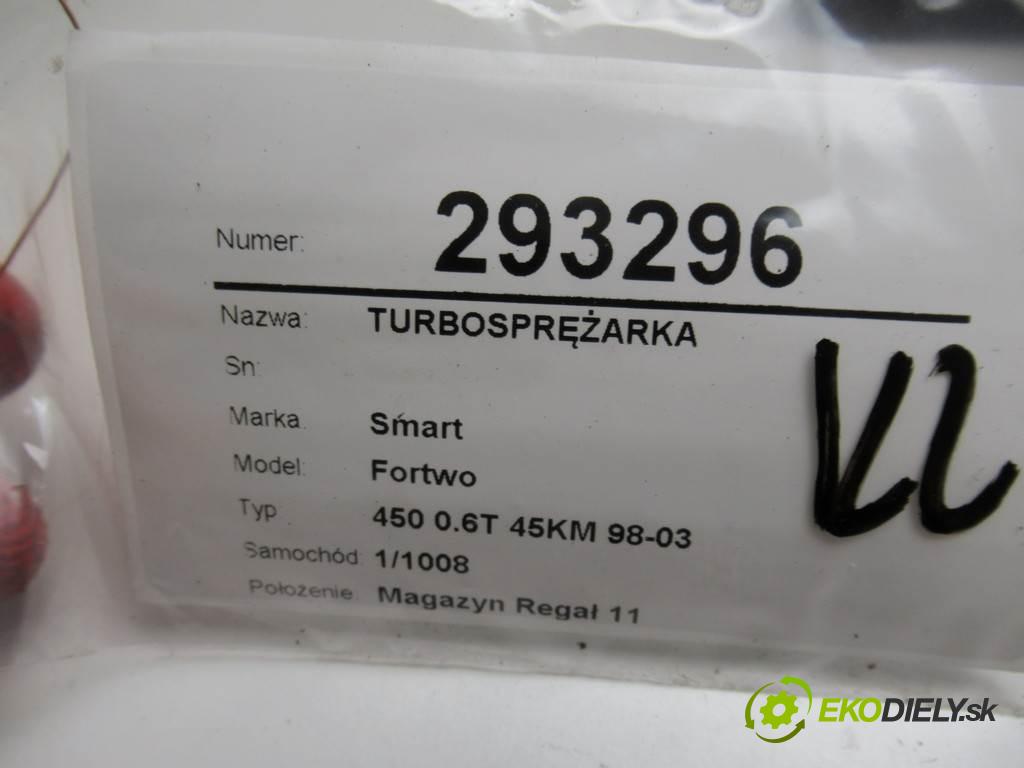 Numer: 293296
Nazwa: TURBOSPRĘŻARKA
Sn:
Marka: Smart
Model: Fortwo
Typ 450 0.6T 45KM 98-03
Samochód: 1/1008
Położenie: Magazyn Regał 11
EKODIELY.sk